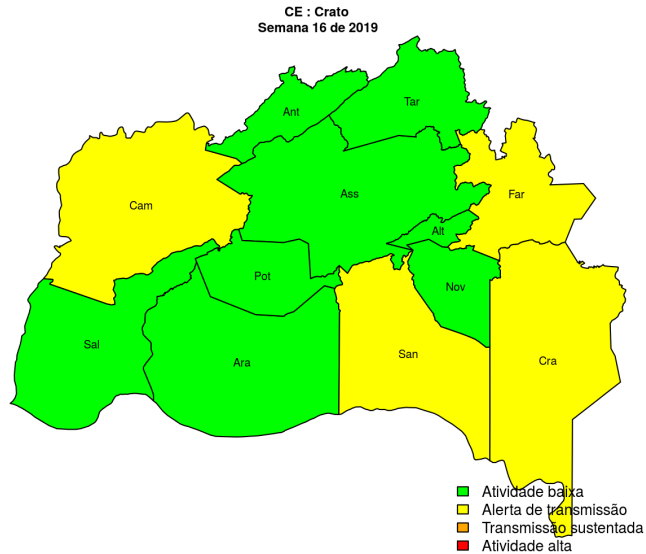 CE : Crato
Semana 16 de 2019
Tar
Ant
Ass
Far
Cam
Alt
Pot
Nov
Sal
San
Cra
Ara
Atividade baixa
Alerta de transmissão
Transmissão sustentada
Atividade alta